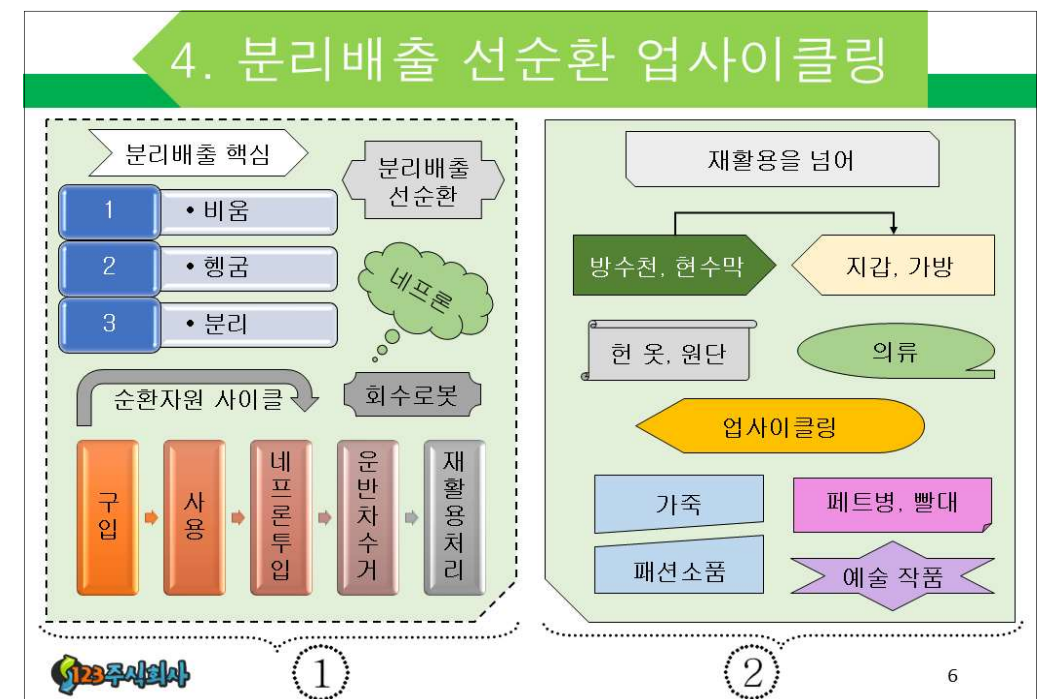 4. 분리배출 선순환 업사이클링
분리배출 핵심
분리배출
선순환
1
• 비움
2
• 헹굼
3
• 분리
네프론
순환자원 사이클
회수로봇
구입
사용
네프론투입
운반차수거
재활용처리
1
재활용을 넘어
방수천, 현수막
지갑, 가방
헌 옷, 원단
의류
업사이클링
가죽
페트병, 빨대
패션소품
예술 작품
2
123주식회사
6